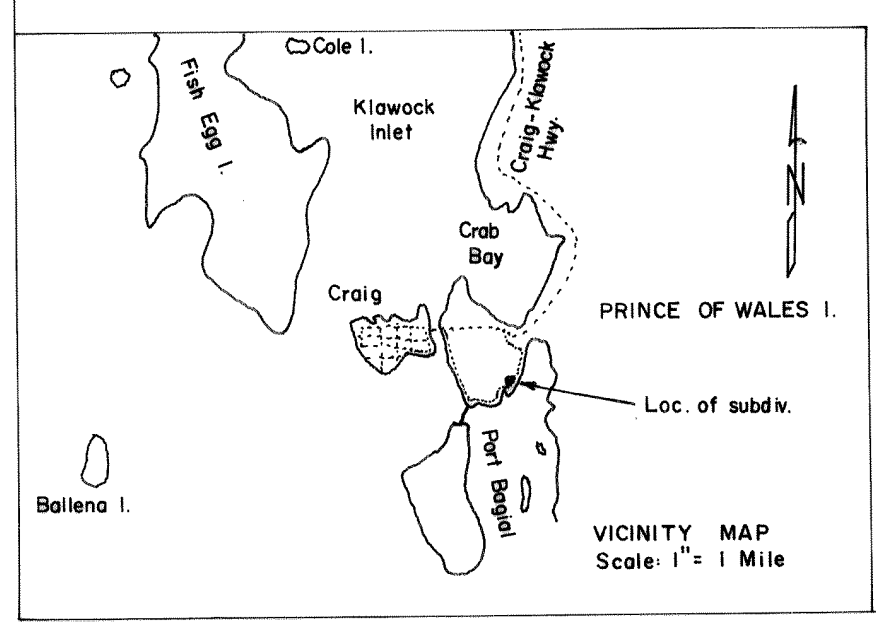 Cole I.
Fish Egg I.
Klawock
Inlet
Craig-Klawock
Hwy.
N
Crab
Bay
Craig
PRINCE OF WALES I.
Loc. of subdiv.
Port Bagial
Ballena I.
VICINITY MAP
Scale: 1"= 1 Mile